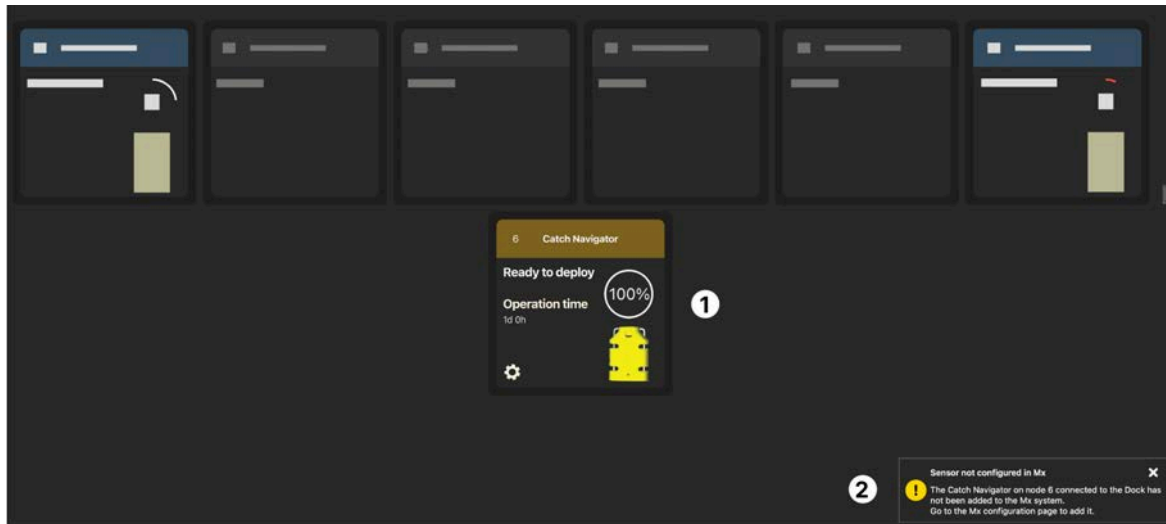 6 Catch Navigator
Ready to deploy
100%
Operation time
1d 0h
1
2
Sensor not configured in Mx
The Catch Navigator on node 6 connected to the Dock has
not been added to the Mx system.
Go to the Mx configuration page to add it.